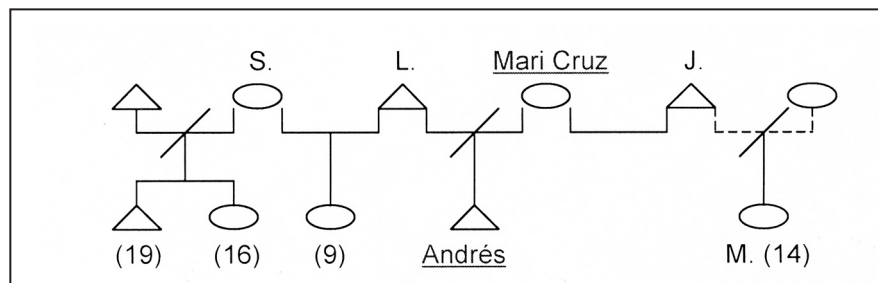 S. L. Mari Cruz J.
(19) (16) (9) Andrés M. (14)